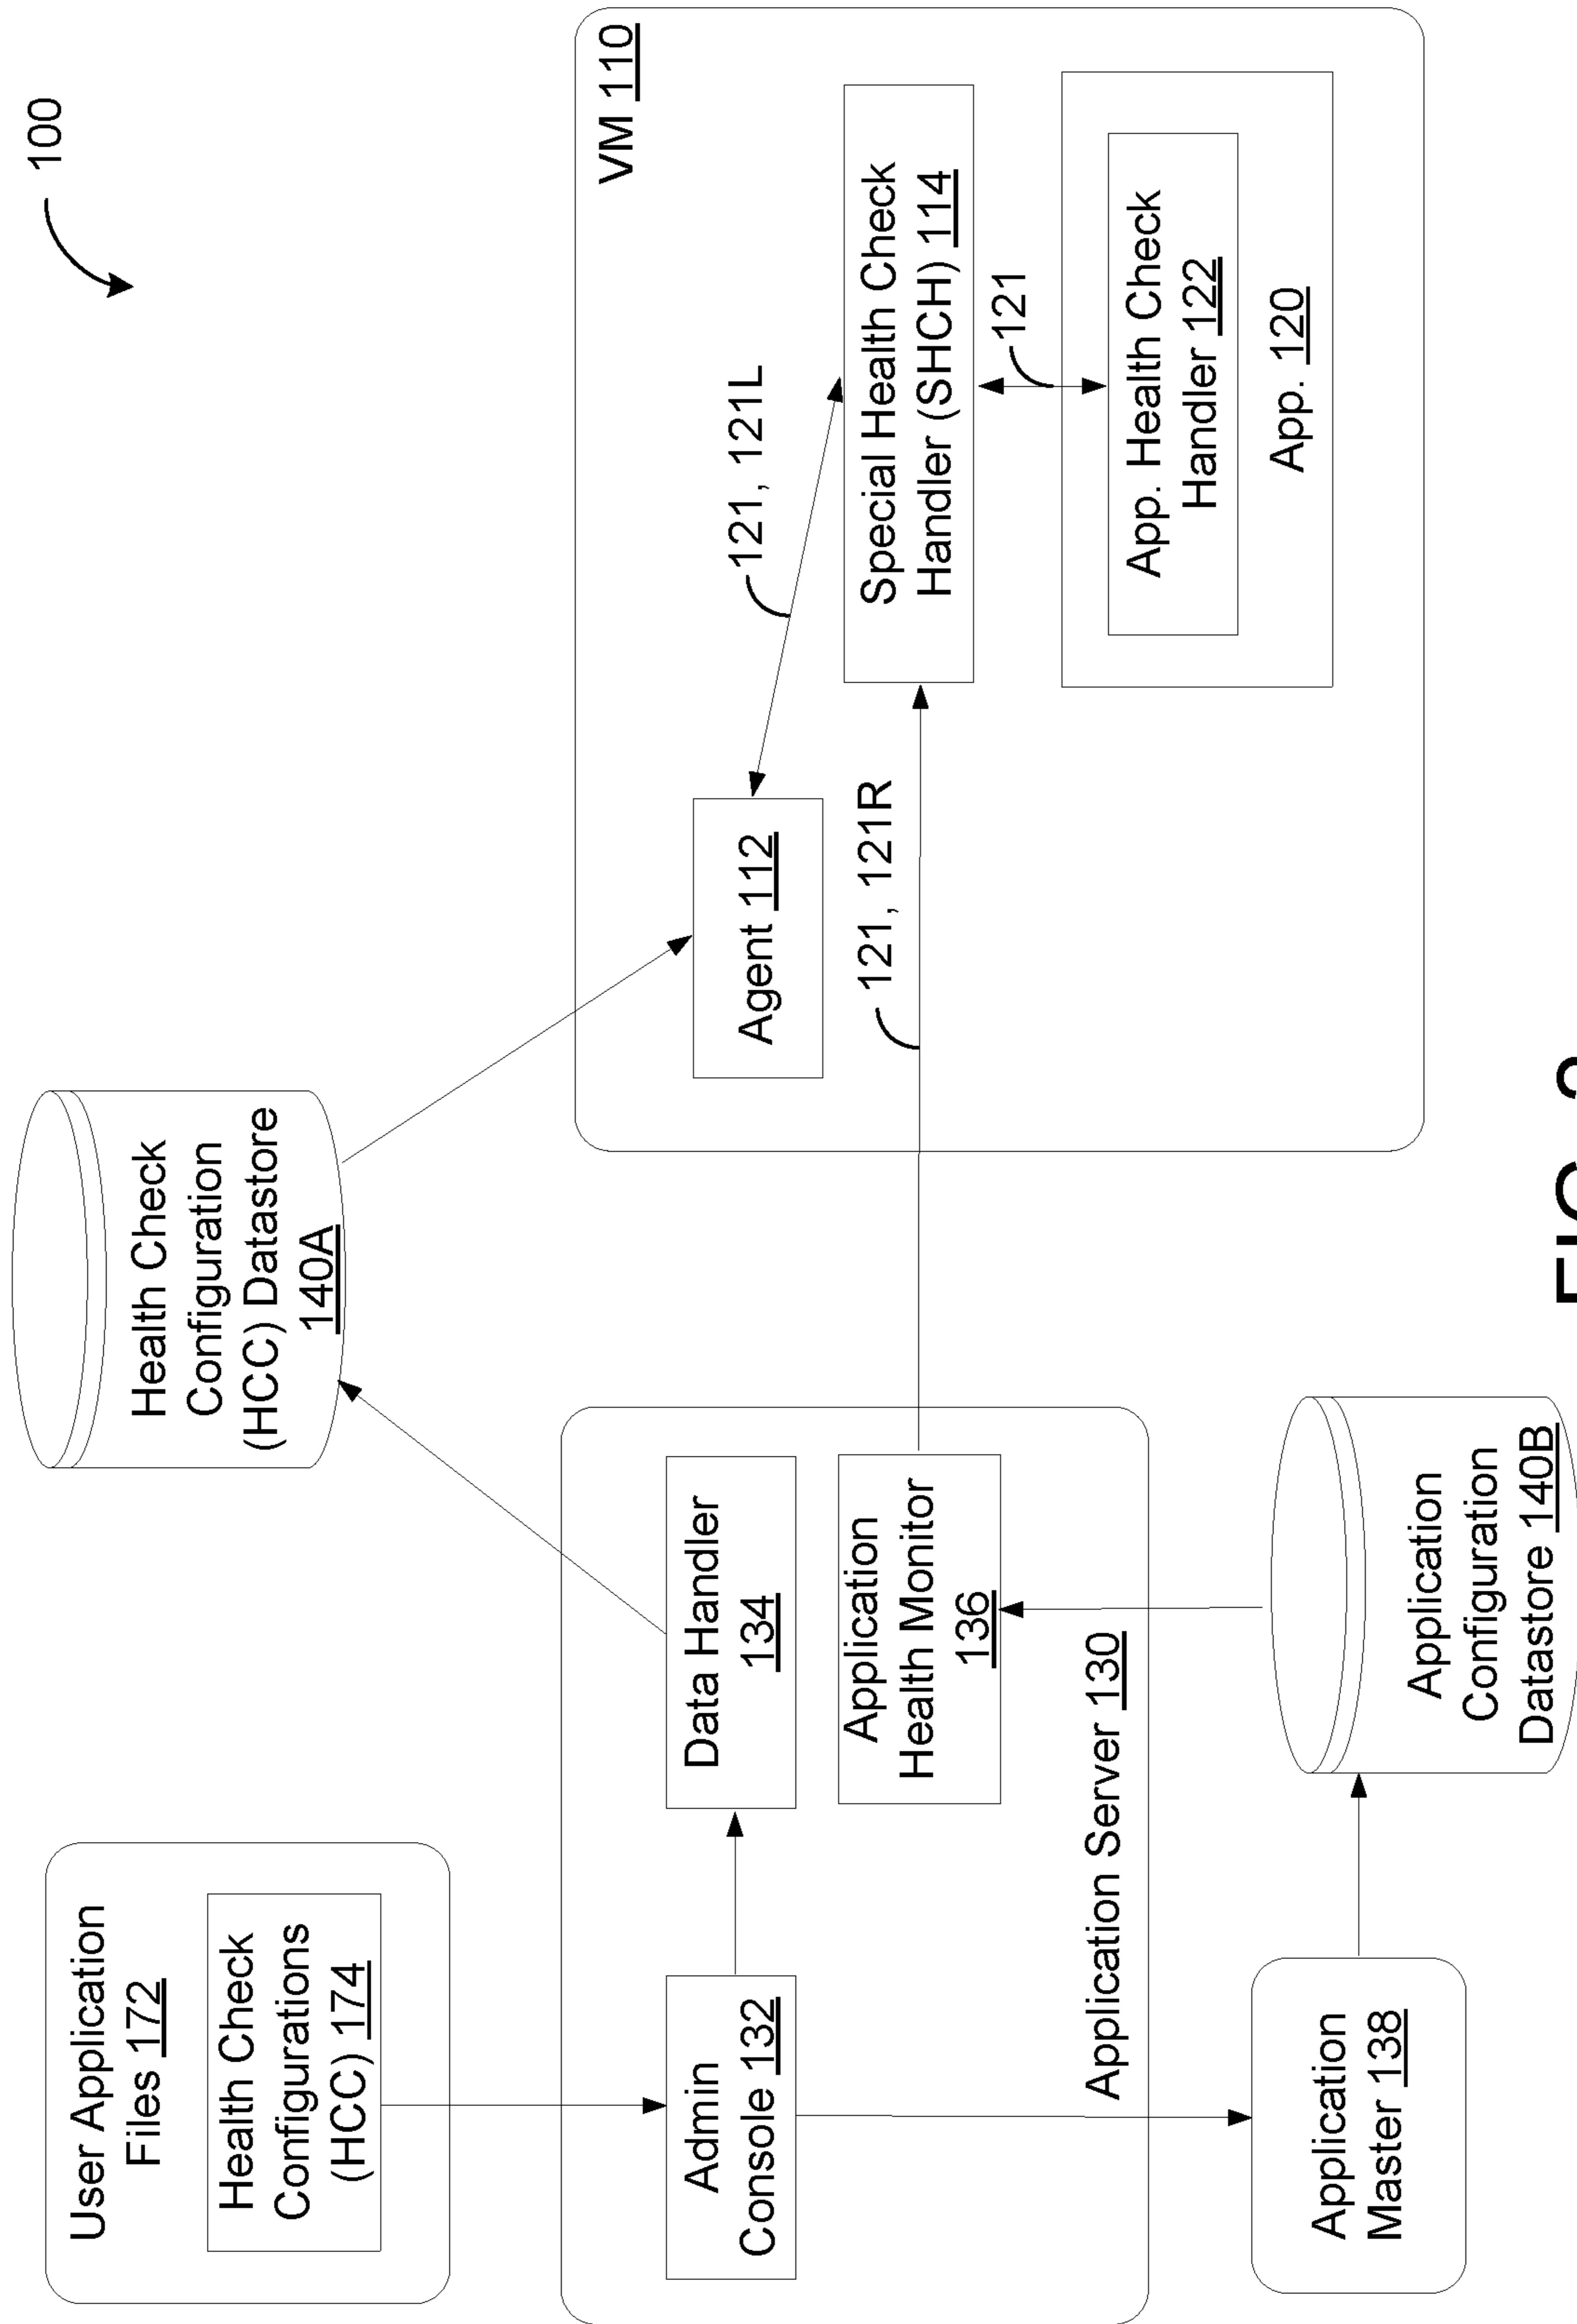 100
User Application
Files 172
Health Check
Configurations
(HCC) 174
Health Check
Configuration
(HCC) Datastore
140A
VM 110
Agent 112
121, 121L
Special Health Check
Handler (SHCH) 114
121
App. Health Check
Handler 122
App. 120
121, 121R
Admin
Console 132
Data Handler
134
Application
Health Monitor
136
Application Server 130
Application
Master 138
Application
Configuration
Datastore 140B
FIG.